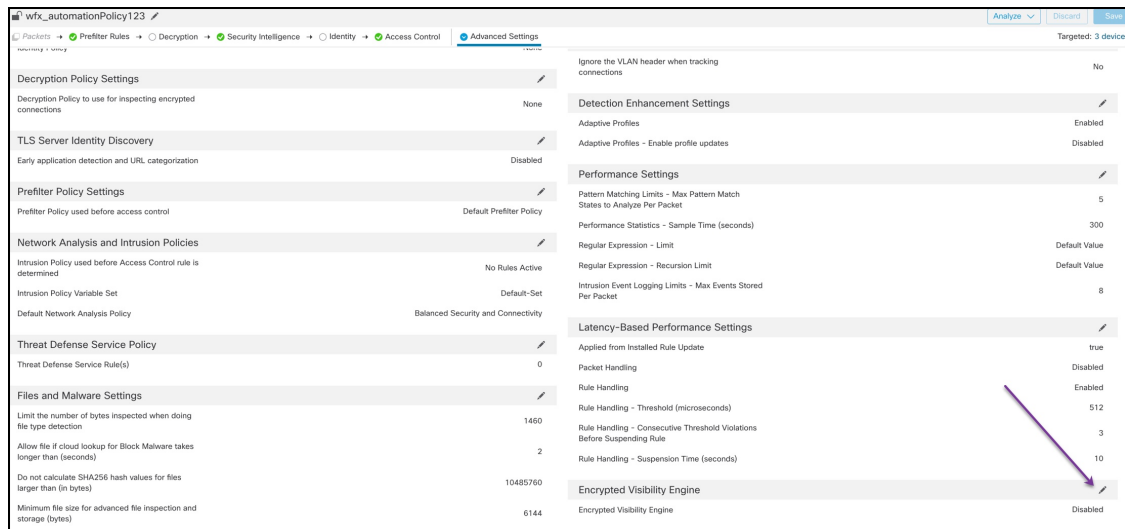 wfx_automationPolicy123
Analyze
Discard
Save
Packets → Prefilter Rules → Decryption → Security Intelligence → Identity → Access Control
Advanced Settings
Targeted: 3 device
Identity Policy None
Decryption Policy Settings
Decryption Policy to use for inspecting encrypted
connections
None
TLS Server Identity Discovery
Early application detection and URL categorization Disabled
Prefilter Policy Settings
Prefilter Policy used before access control Default Prefilter Policy
Network Analysis and Intrusion Policies
Intrusion Policy used before Access Control rule is
determined
No Rules Active
Intrusion Policy Variable Set Default-Set
Default Network Analysis Policy Balanced Security and Connectivity
Threat Defense Service Policy
Threat Defense Service Rule(s) 0
Files and Malware Settings
Limit the number of bytes inspected when doing
file type detection
1460
Allow file if cloud lookup for Block Malware takes
longer than (seconds)
2
Do not calculate SHA256 hash values for files
larger than (in bytes)
10485760
Minimum file size for advanced file inspection and
storage (bytes)
6144
Ignore the VLAN header when tracking
connections
No
Detection Enhancement Settings
Adaptive Profiles Enabled
Adaptive Profiles - Enable profile updates Disabled
Performance Settings
Pattern Matching Limits - Max Pattern Match
States to Analyze Per Packet
5
Performance Statistics - Sample Time (seconds) 300
Regular Expression - Limit Default Value
Regular Expression - Recursion Limit Default Value
Intrusion Event Logging Limits - Max Events Stored
Per Packet
8
Latency-Based Performance Settings
Applied from Installed Rule Update true
Packet Handling Disabled
Rule Handling Enabled
Rule Handling - Threshold (microseconds) 512
Rule Handling - Consecutive Threshold Violations
Before Suspending Rule
3
Rule Handling - Suspension Time (seconds) 10
Encrypted Visibility Engine
Encrypted Visibility Engine Disabled